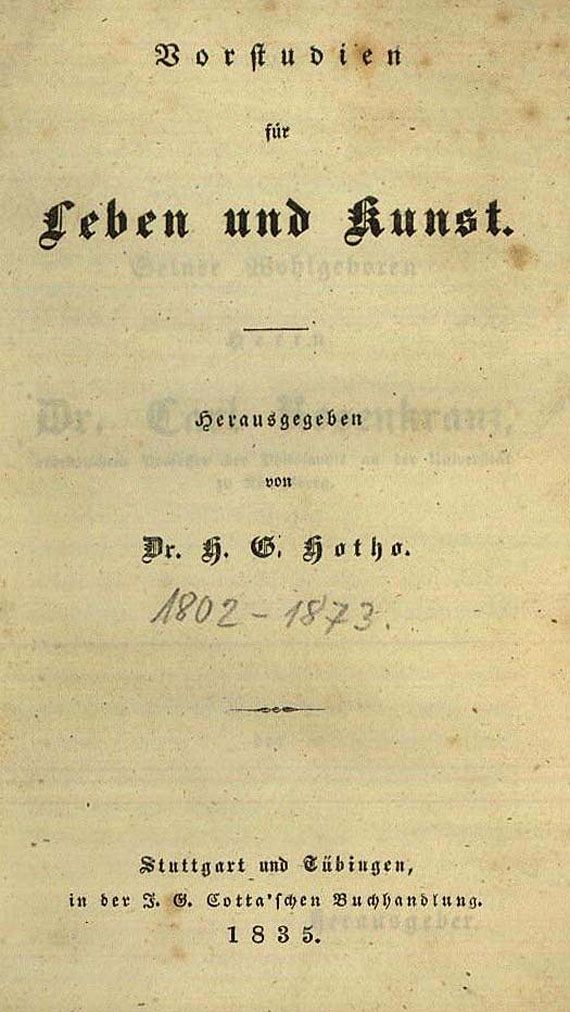 Vorstudien
für
Leben und Kunst.
Herausgegeben
von
Dr. H. G. Hotho.
1802 - 1873.
Stuttgart und Tübingen,
in der J. G. Cotta'schen Buchhandlung.
1835.